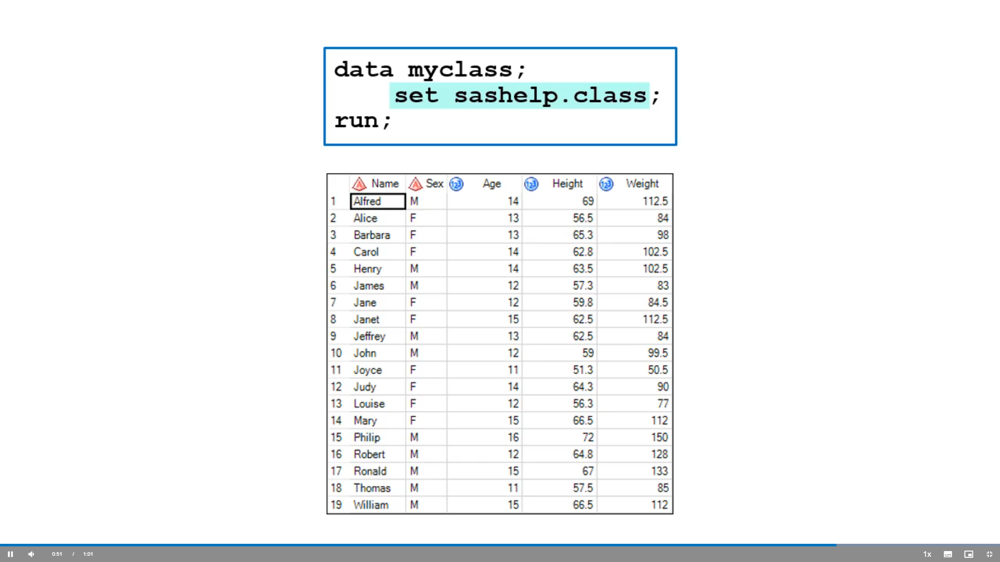 data myclass;
set sashelp.class;
run;
Name Sex Age Height Weight
1 Alfred M 14 69 112.5
2 Alice F 13 56.5 84
3 Barbara F 13 65.3 98
4 Carol F 14 62.8 102.5
5 Henry M 14 63.5 102.5
6 James M 12 57.3 83
7 Jane F 12 59.8 84.5
8 Janet F 15 62.5 112.5
9 Jeffrey M 13 62.5 84
10 John M 12 59 99.5
11 Joyce F 11 51.3 50.5
12 Judy F 14 64.3 90
13 Louise F 12 56.3 77
14 Mary F 15 66.5 112
15 Philip M 16 72 150
16 Robert M 12 64.8 128
17 Ronald M 15 67 133
18 Thomas M 11 57.5 85
19 William M 15 66.5 112
0:51 / 1:01 1x